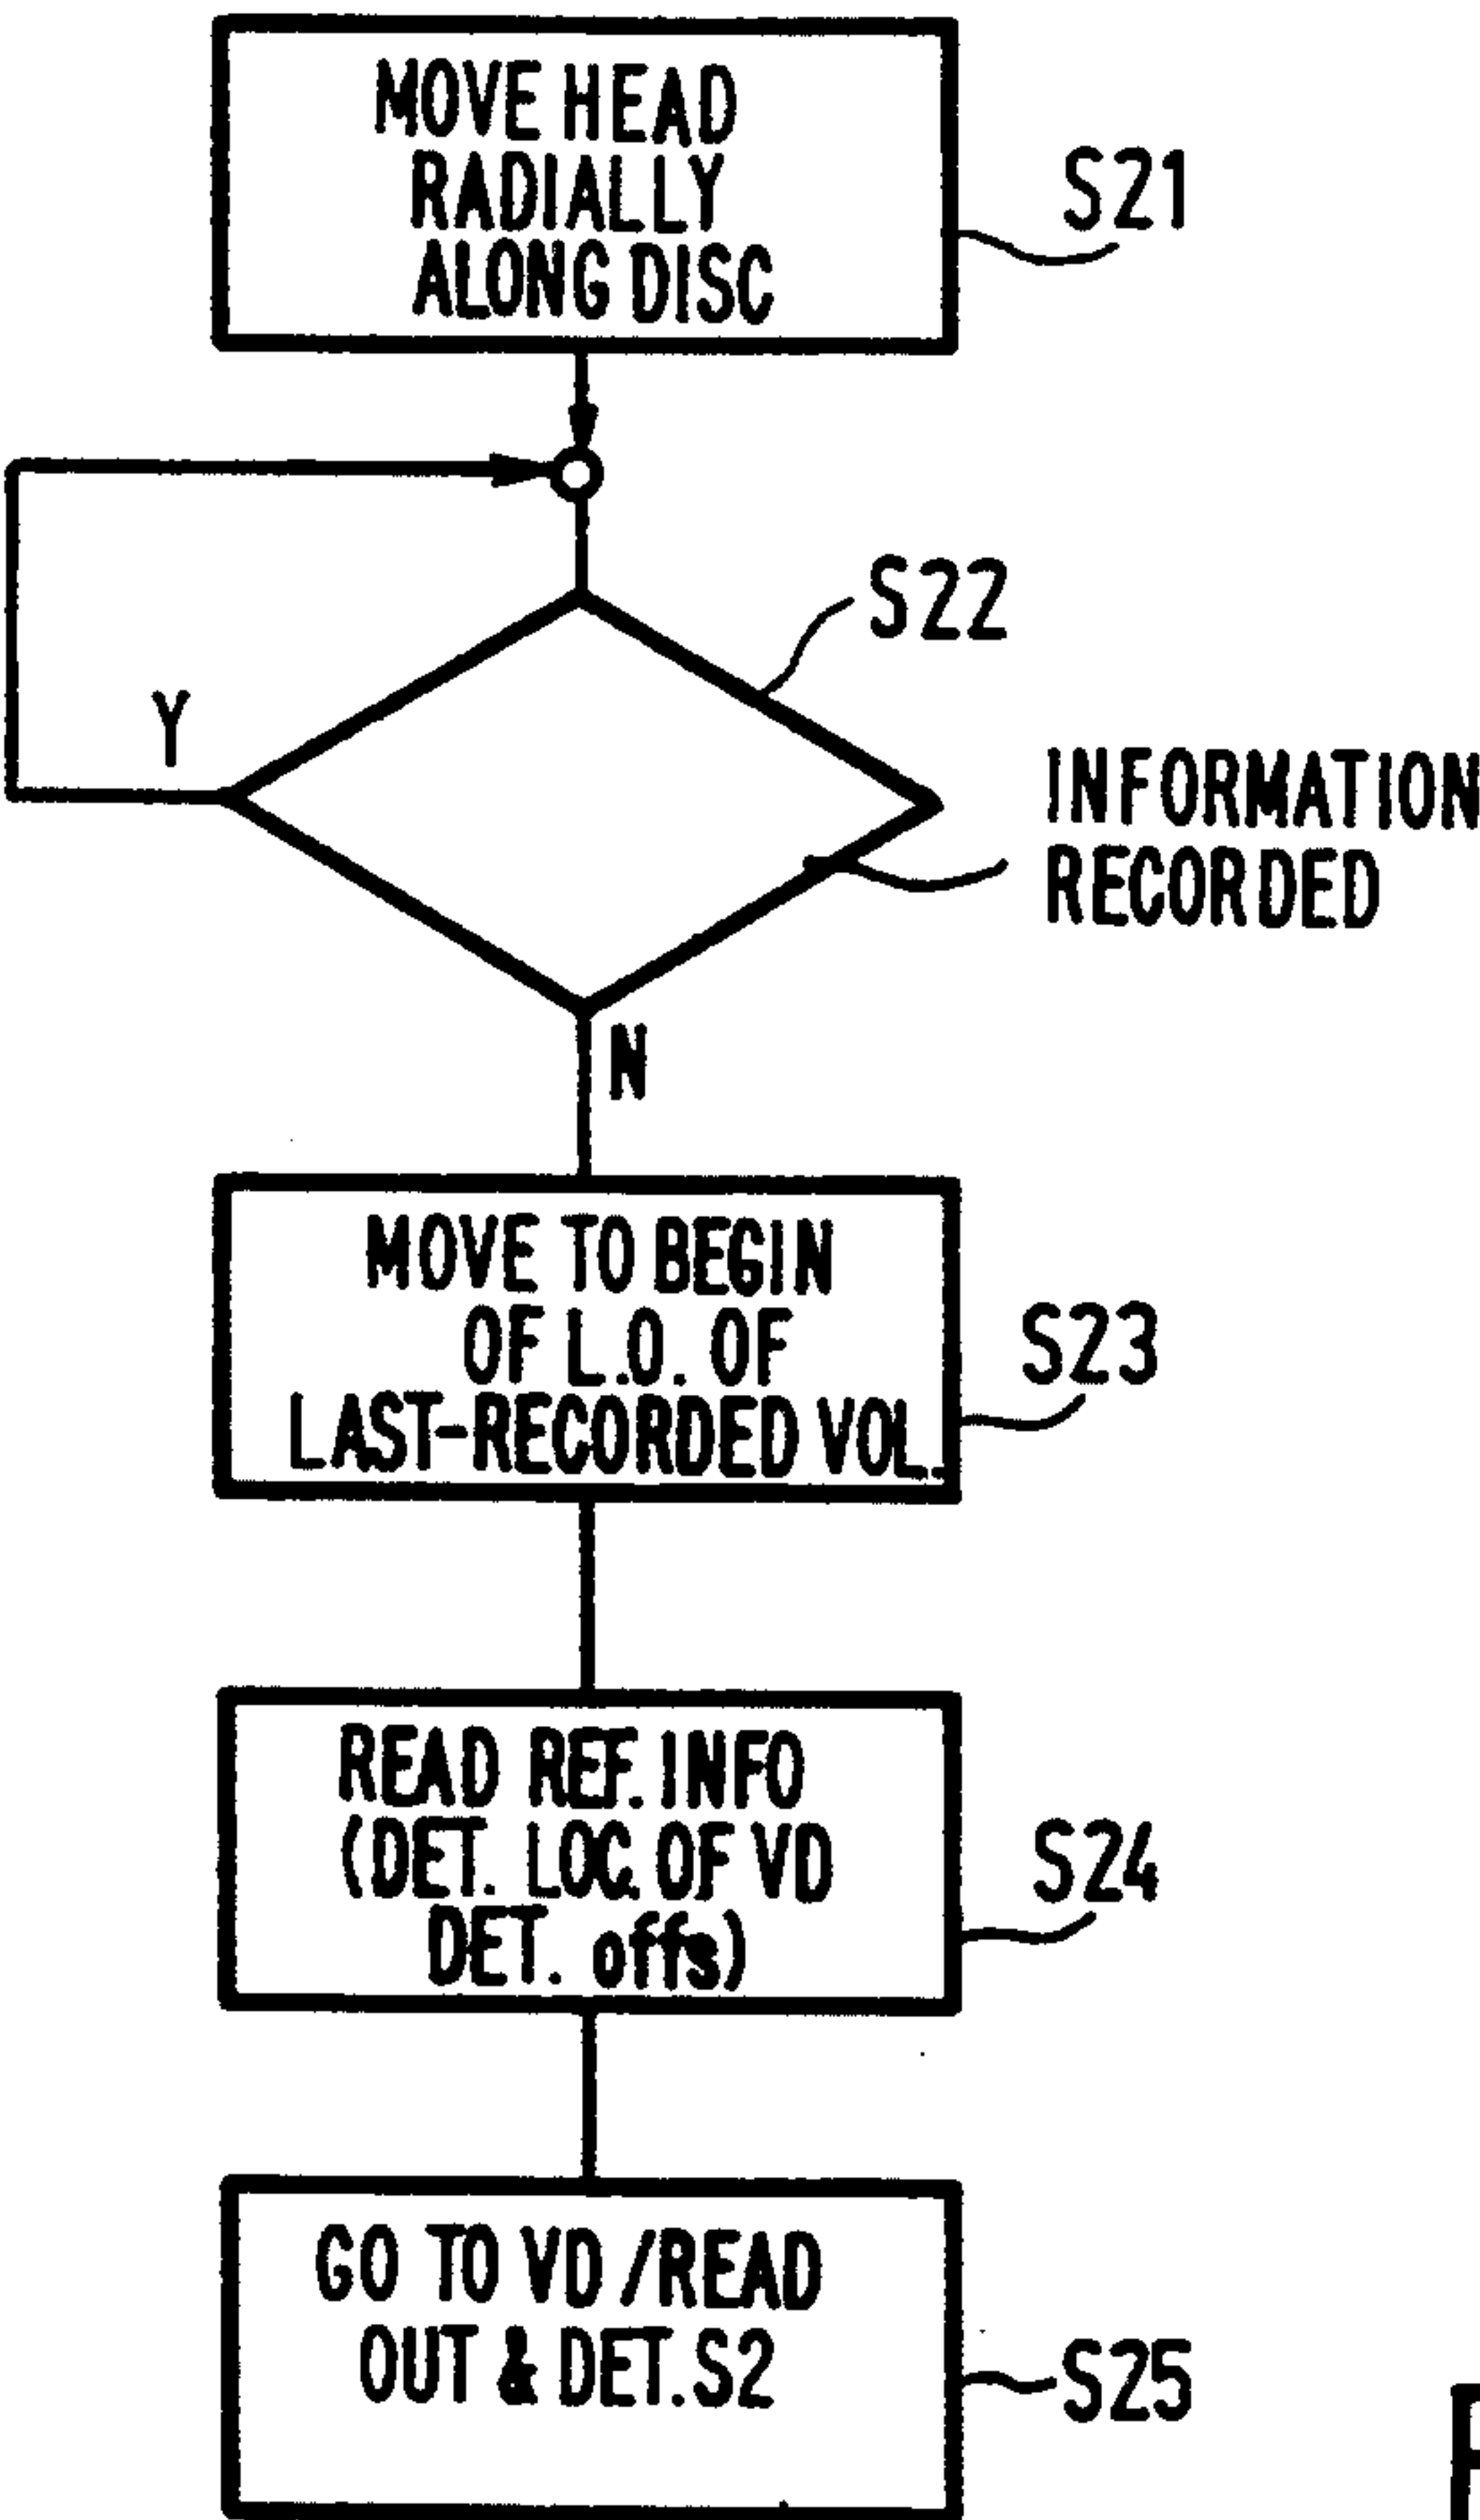 MOVE HEAD
RADIALLY
ALONG DISC
S21
S22
Y
INFORMATION
RECORDED
N
MOVE TO BEGIN
OF L.O. OF
LAST-RECORDED VOL.
S23
READ REF. INFO
(DET. LOC. OF VD
DET. offs)
S24
GO TO VD/READ
OUT & DET. S2
S25